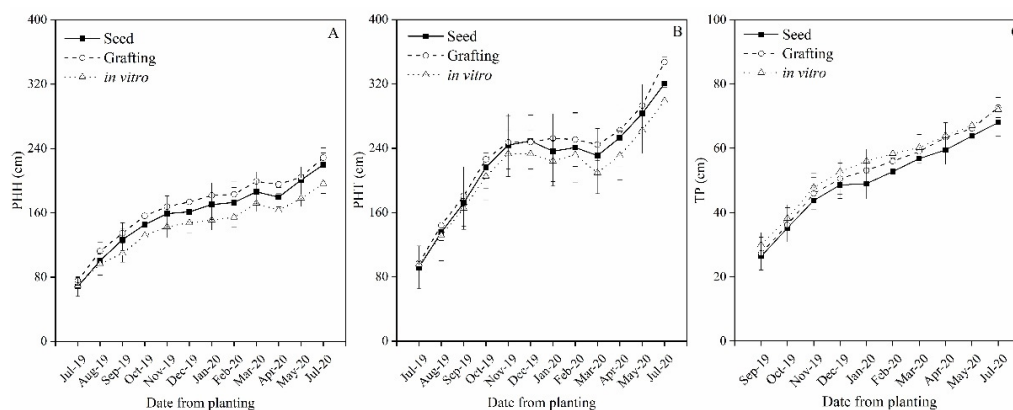 400
320
240
160
80
0
PHH (cm)
A
Seed
Grafting
in vitro
Jul-19
Aug-19
Sep-19
Oct-19
Nov-19
Dec-19
Jan-20
Feb-20
Mar-20
Apr-20
May-20
Jul-20
Date from planting
400
320
240
160
80
0
PHT (cm)
B
Seed
Grafting
in vitro
Jul-19
Aug-19
Sep-19
Oct-19
Nov-19
Dec-19
Jan-20
Feb-20
Mar-20
Apr-20
May-20
Jul-20
Date from planting
100
80
60
40
20
0
TP (cm)
Seed
Grafting
in vitro
Sep-19
Oct-19
Nov-19
Dec-19
Jan-20
Feb-20
Mar-20
Apr-20
May-20
Jul-20
Date from planting